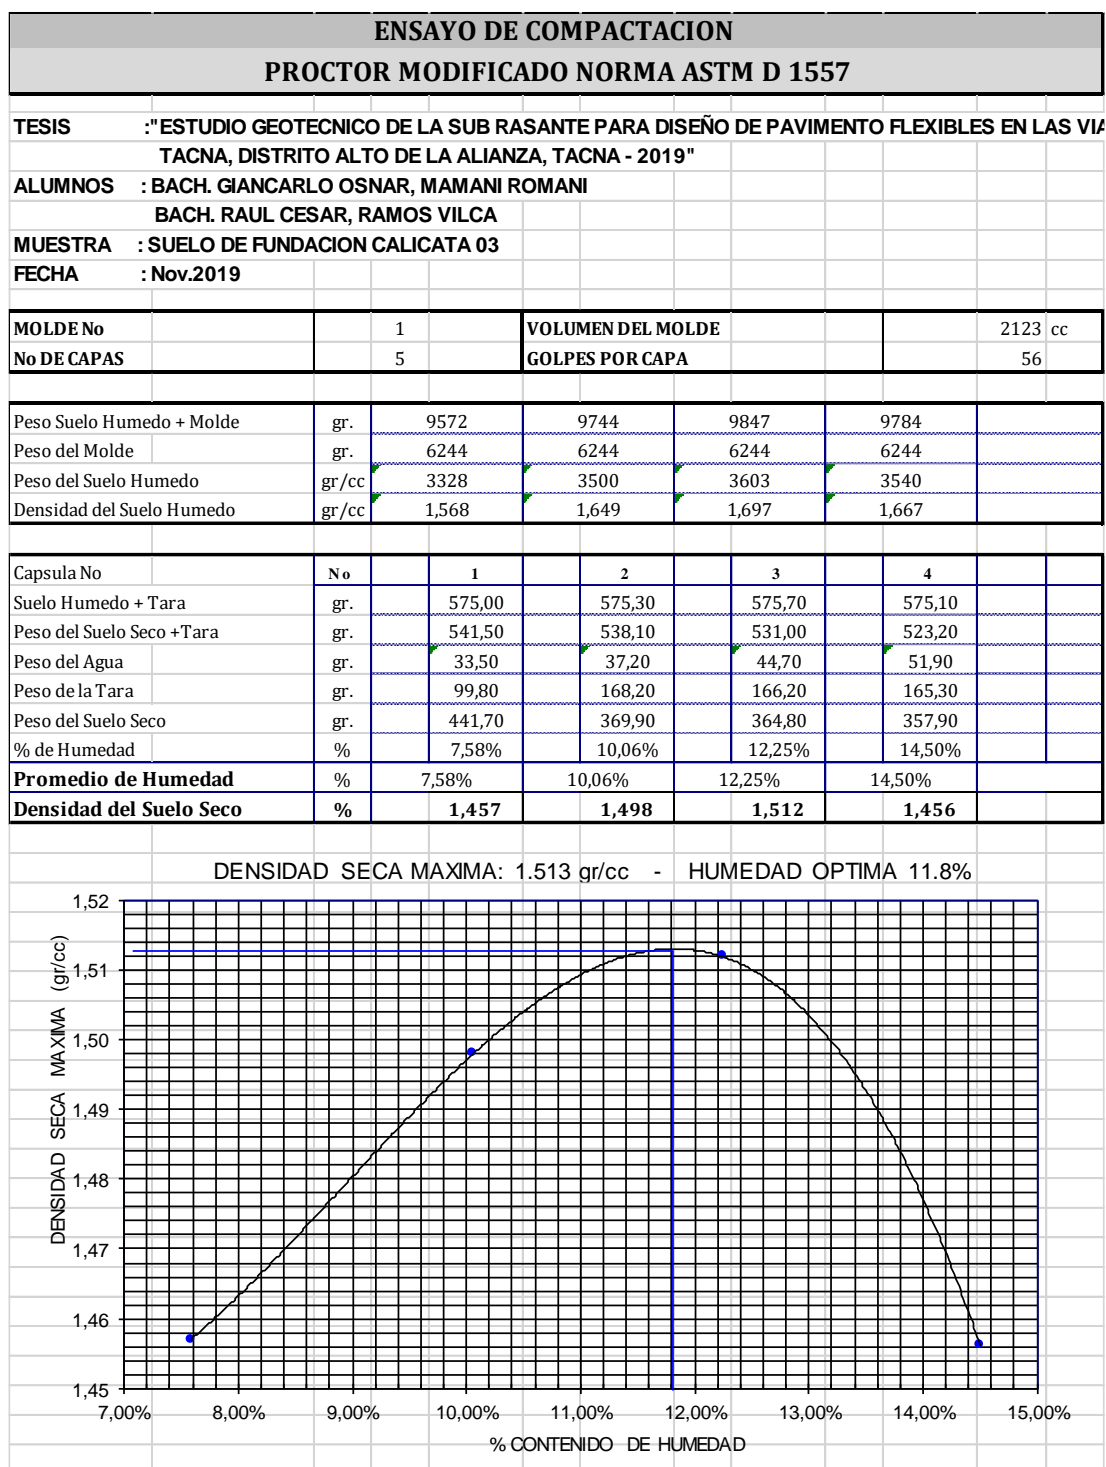 ENSAYO DE COMPACTACION
PROCTOR MODIFICADO NORMA ASTM D 1557
TESIS :"ESTUDIO GEOTECNICO DE LA SUB RASANTE PARA DISEÑO DE PAVIMENTO FLEXIBLES EN LAS VIA
TACNA, DISTRITO ALTO DE LA ALIANZA, TACNA - 2019"
ALUMNOS : BACH. GIANCARLO OSNAR, MAMANI ROMANI
BACH. RAUL CESAR, RAMOS VILCA
MUESTRA : SUELO DE FUNDACION CALICATA 03
FECHA : Nov.2019
MOLDE No 1 VOLUMEN DEL MOLDE 2123 cc
No DE CAPAS 5 GOLPES POR CAPA 56
Peso Suelo Humedo + Molde gr. 9572 9744 9847 9784
Peso del Molde gr. 6244 6244 6244 6244
Peso del Suelo Humedo gr/cc 3328 3500 3603 3540
Densidad del Suelo Humedo gr/cc 1,568 1,649 1,697 1,667
Capsula No No 1 2 3 4
Suelo Humedo + Tara gr. 575,00 575,30 575,70 575,10
Peso del Suelo Seco +Tara gr. 541,50 538,10 531,00 523,20
Peso del Agua gr. 33,50 37,20 44,70 51,90
Peso de la Tara gr. 99,80 168,20 166,20 165,30
Peso del Suelo Seco gr. 441,70 369,90 364,80 357,90
% de Humedad % 7,58% 10,06% 12,25% 14,50%
Promedio de Humedad % 7,58% 10,06% 12,25% 14,50%
Densidad del Suelo Seco % 1,457 1,498 1,512 1,456
DENSIDAD SECA MAXIMA: 1.513 gr/cc - HUMEDAD OPTIMA 11.8%
DENSIDAD SECA MAXIMA (gr/cc)
1,52
1,51
1,50
1,49
1,48
1,47
1,46
1,45
7,00% 8,00% 9,00% 10,00% 11,00% 12,00% 13,00% 14,00% 15,00%
% CONTENIDO DE HUMEDAD